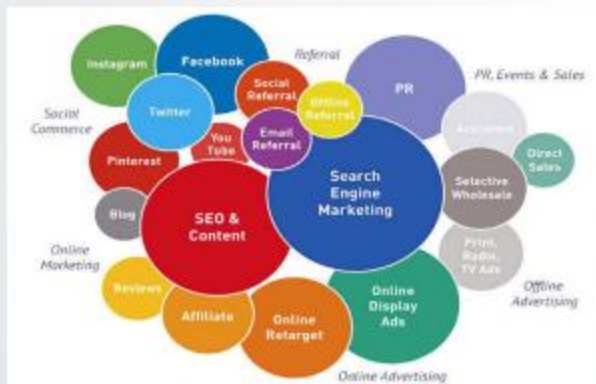 Instagram
Facebook
Referral
Social
Referral
Offline
Referral
PR
PR, Events & Sales
Social
Commerce
Twitter
You
Tube
Email
Referral
Direct
Sales
Pinterest
Search
Engine
Marketing
Selective
Wholesale
Blog
SEO &
Content
Online
Marketing
Print,
Radio,
TV Ads
Reviews
Affiliate
Online
Retarget
Online
Display
Ads
Offline
Advertising
Online Advertising